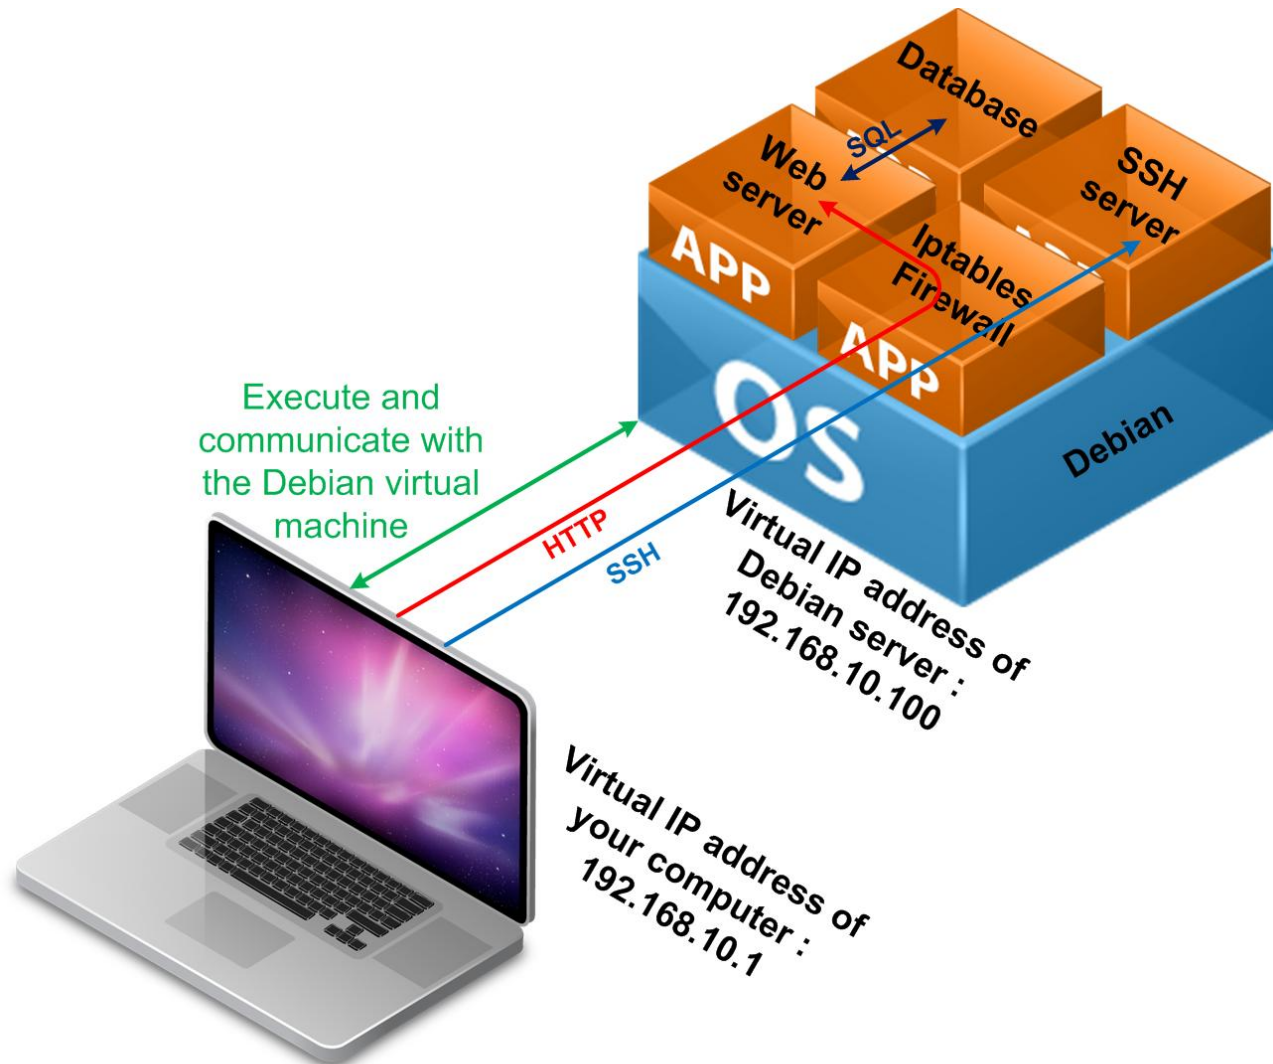 Database
SQL
Web
server
SSH
server
Iptables
Firewall
APP
APP
OS
Debian
Execute and
communicate with
the Debian virtual
machine
HTTP
SSH
Virtual IP address of
Debian server :
192.168.10.100
Virtual IP address of
your computer :
192.168.10.1